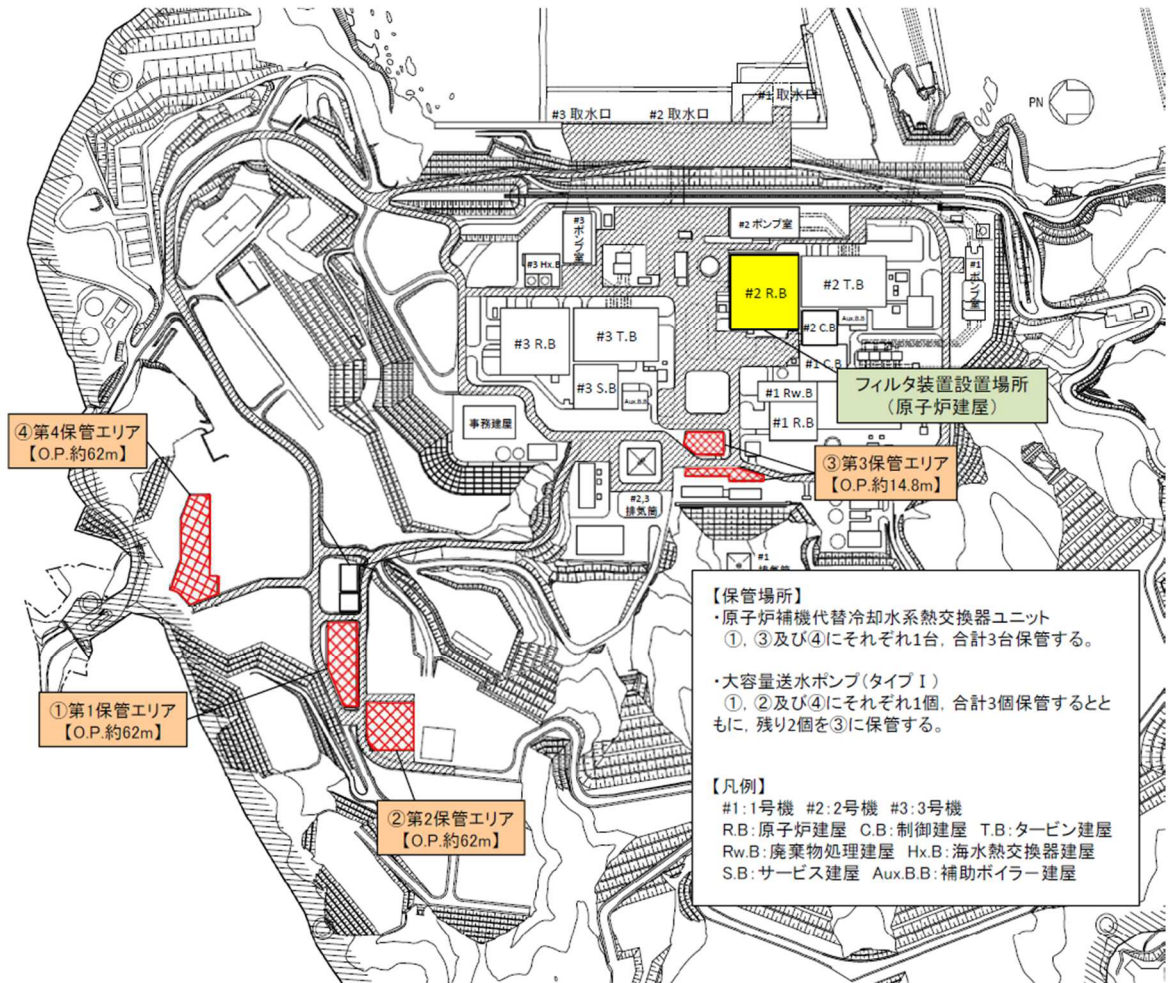 #1 取水口
#3 取水口
#2 取水口
PN
#3 ポンプ室
#2 ポンプ室
#3 Hx.B
#1 ポンプ室
#2 R.B
#2 T.B
#3 R.B
#3 T.B
#2 C.B
Aux.B.B
#1 C.B
#3 S.B
Aux.B.B
#1 Rw.B
#1 R.B
フィルタ装置設置場所
(原子炉建屋)
事務建屋
④第4保管エリア
【O.P.約62m】
③第3保管エリア
【O.P.約14.8m】
#2,3
排気筒
#1
排気筒
①第1保管エリア
【O.P.約62m】
②第2保管エリア
【O.P.約62m】
【保管場所】
・原子炉補機代替冷却水系熱交換器ユニット
①, ③及び④にそれぞれ1台, 合計3台保管する。
・大容量送水ポンプ(タイプⅠ)
①, ②及び④にそれぞれ1個, 合計3個保管するとと
もに, 残り2個を③に保管する。
【凡例】
#1:1号機 #2:2号機 #3:3号機
R.B:原子炉建屋 C.B:制御建屋 T.B:タービン建屋
Rw.B:廃棄物処理建屋 Hx.B:海水熱交換器建屋
S.B:サービス建屋 Aux.B.B:補助ボイラー建屋